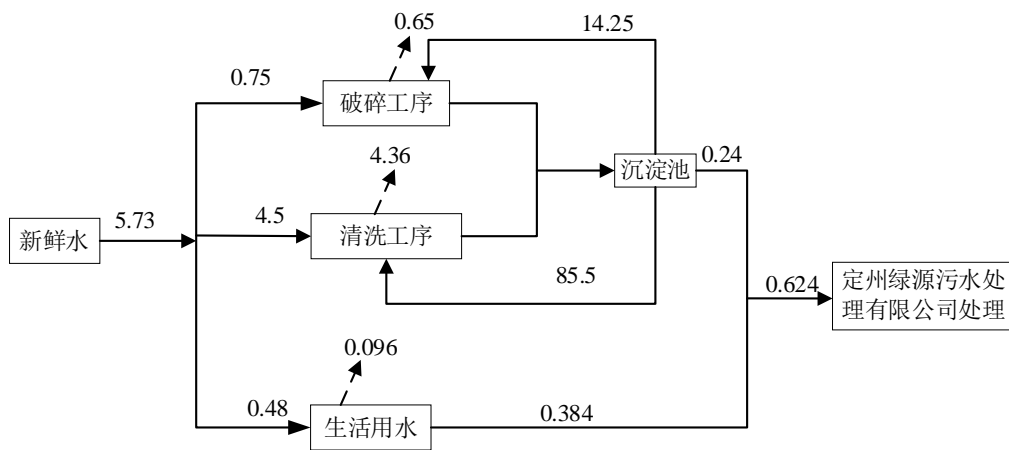 0.65
14.25
0.75
破碎工序
4.36
沉淀池
0.24
5.73
4.5
新鲜水
清洗工序
85.5
0.624
定州绿源污水处
理有限公司处理
0.096
0.48
生活用水
0.384